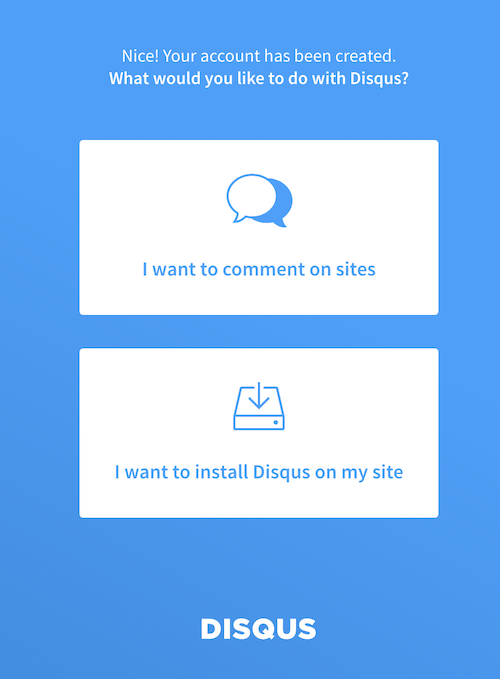 Nice! Your account has been created.
What would you like to do with Disqus?
I want to comment on sites
I want to install Disqus on my site
DISQUS